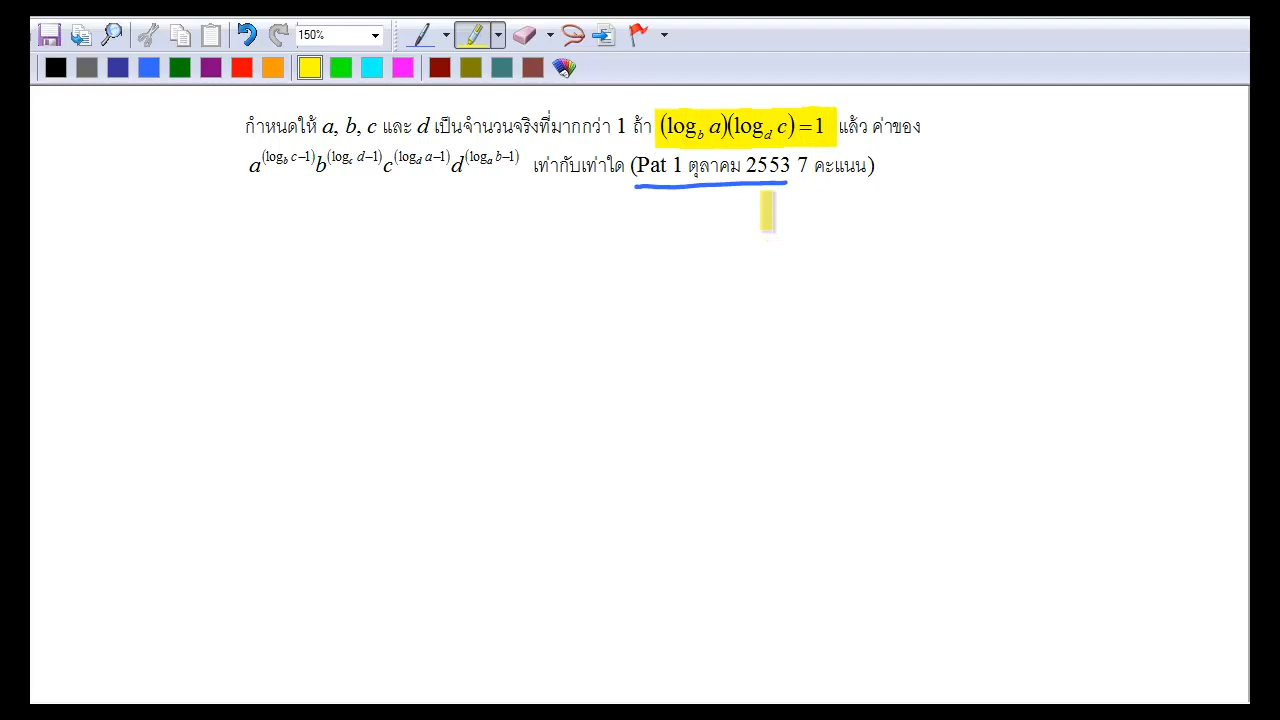 150%
กำหนดให้ a, b, c และ d เป็นจำนวนจริงที่มากกว่า 1 ถ้า (log_b a)(log_d c)=1 แล้ว ค่าของ
a^(log_b c−1) b^(log_c d−1) c^(log_d a−1) d^(log_a b−1) เท่ากับเท่าใด (Pat 1 ตุลาคม 2553 7 คะแนน)